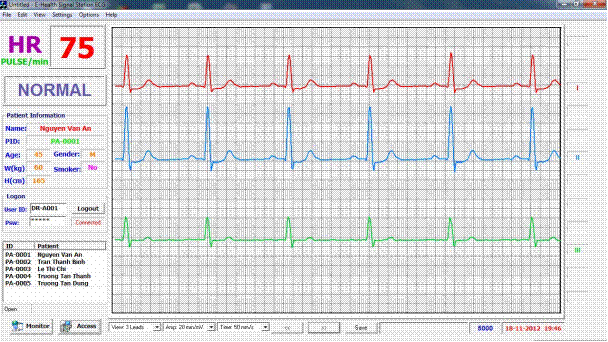 Untitled - E-Health Signal Station ECG
File Edit View Settings Options Help
HR 75
PULSE/min
NORMAL
Patient Information
Name: Nguyen Van An
PID: PA-0001
Age: 45 Gender: M
W(kg) 60 Smoker: No
H(cm) 165
Logon
User ID: DR-A001 Logout
Psw: ***** Connected
ID Patient
PA-0001 Nguyen Van An
PA-0002 Tran Thanh Binh
PA-0003 Le Thi Chi
PA-0004 Truong Tan Thanh
PA-0005 Truong Tan Dung
Open
Monitor Access
I
II
III
View: 3 Leads Amp: 20 mm/mV Time: 50 mm/s << >> Save 8000 18-11-2012 19:46